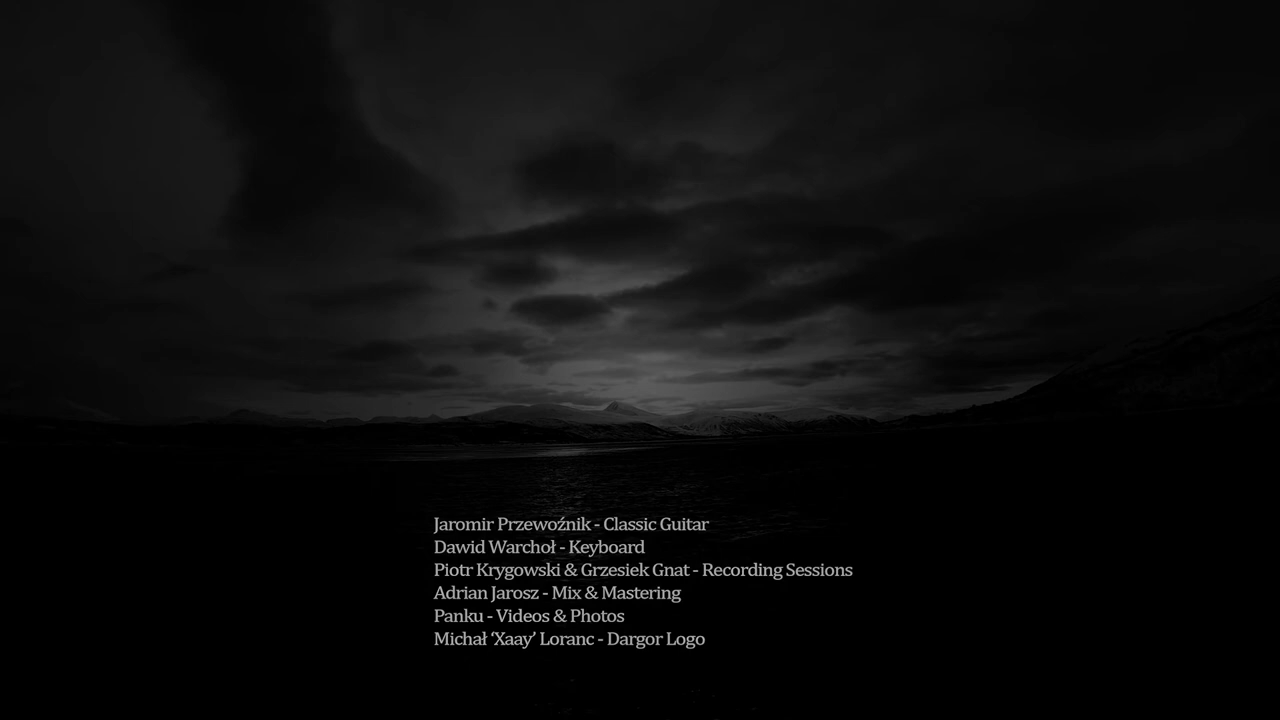 Jaromir Przewoźnik - Classic Guitar
Dawid Warchoł - Keyboard
Piotr Krygowski & Grzesiek Gnat - Recording Sessions
Adrian Jarosz - Mix & Mastering
Panku - Videos & Photos
Michał ‘Xaay’ Loranc - Dargor Logo